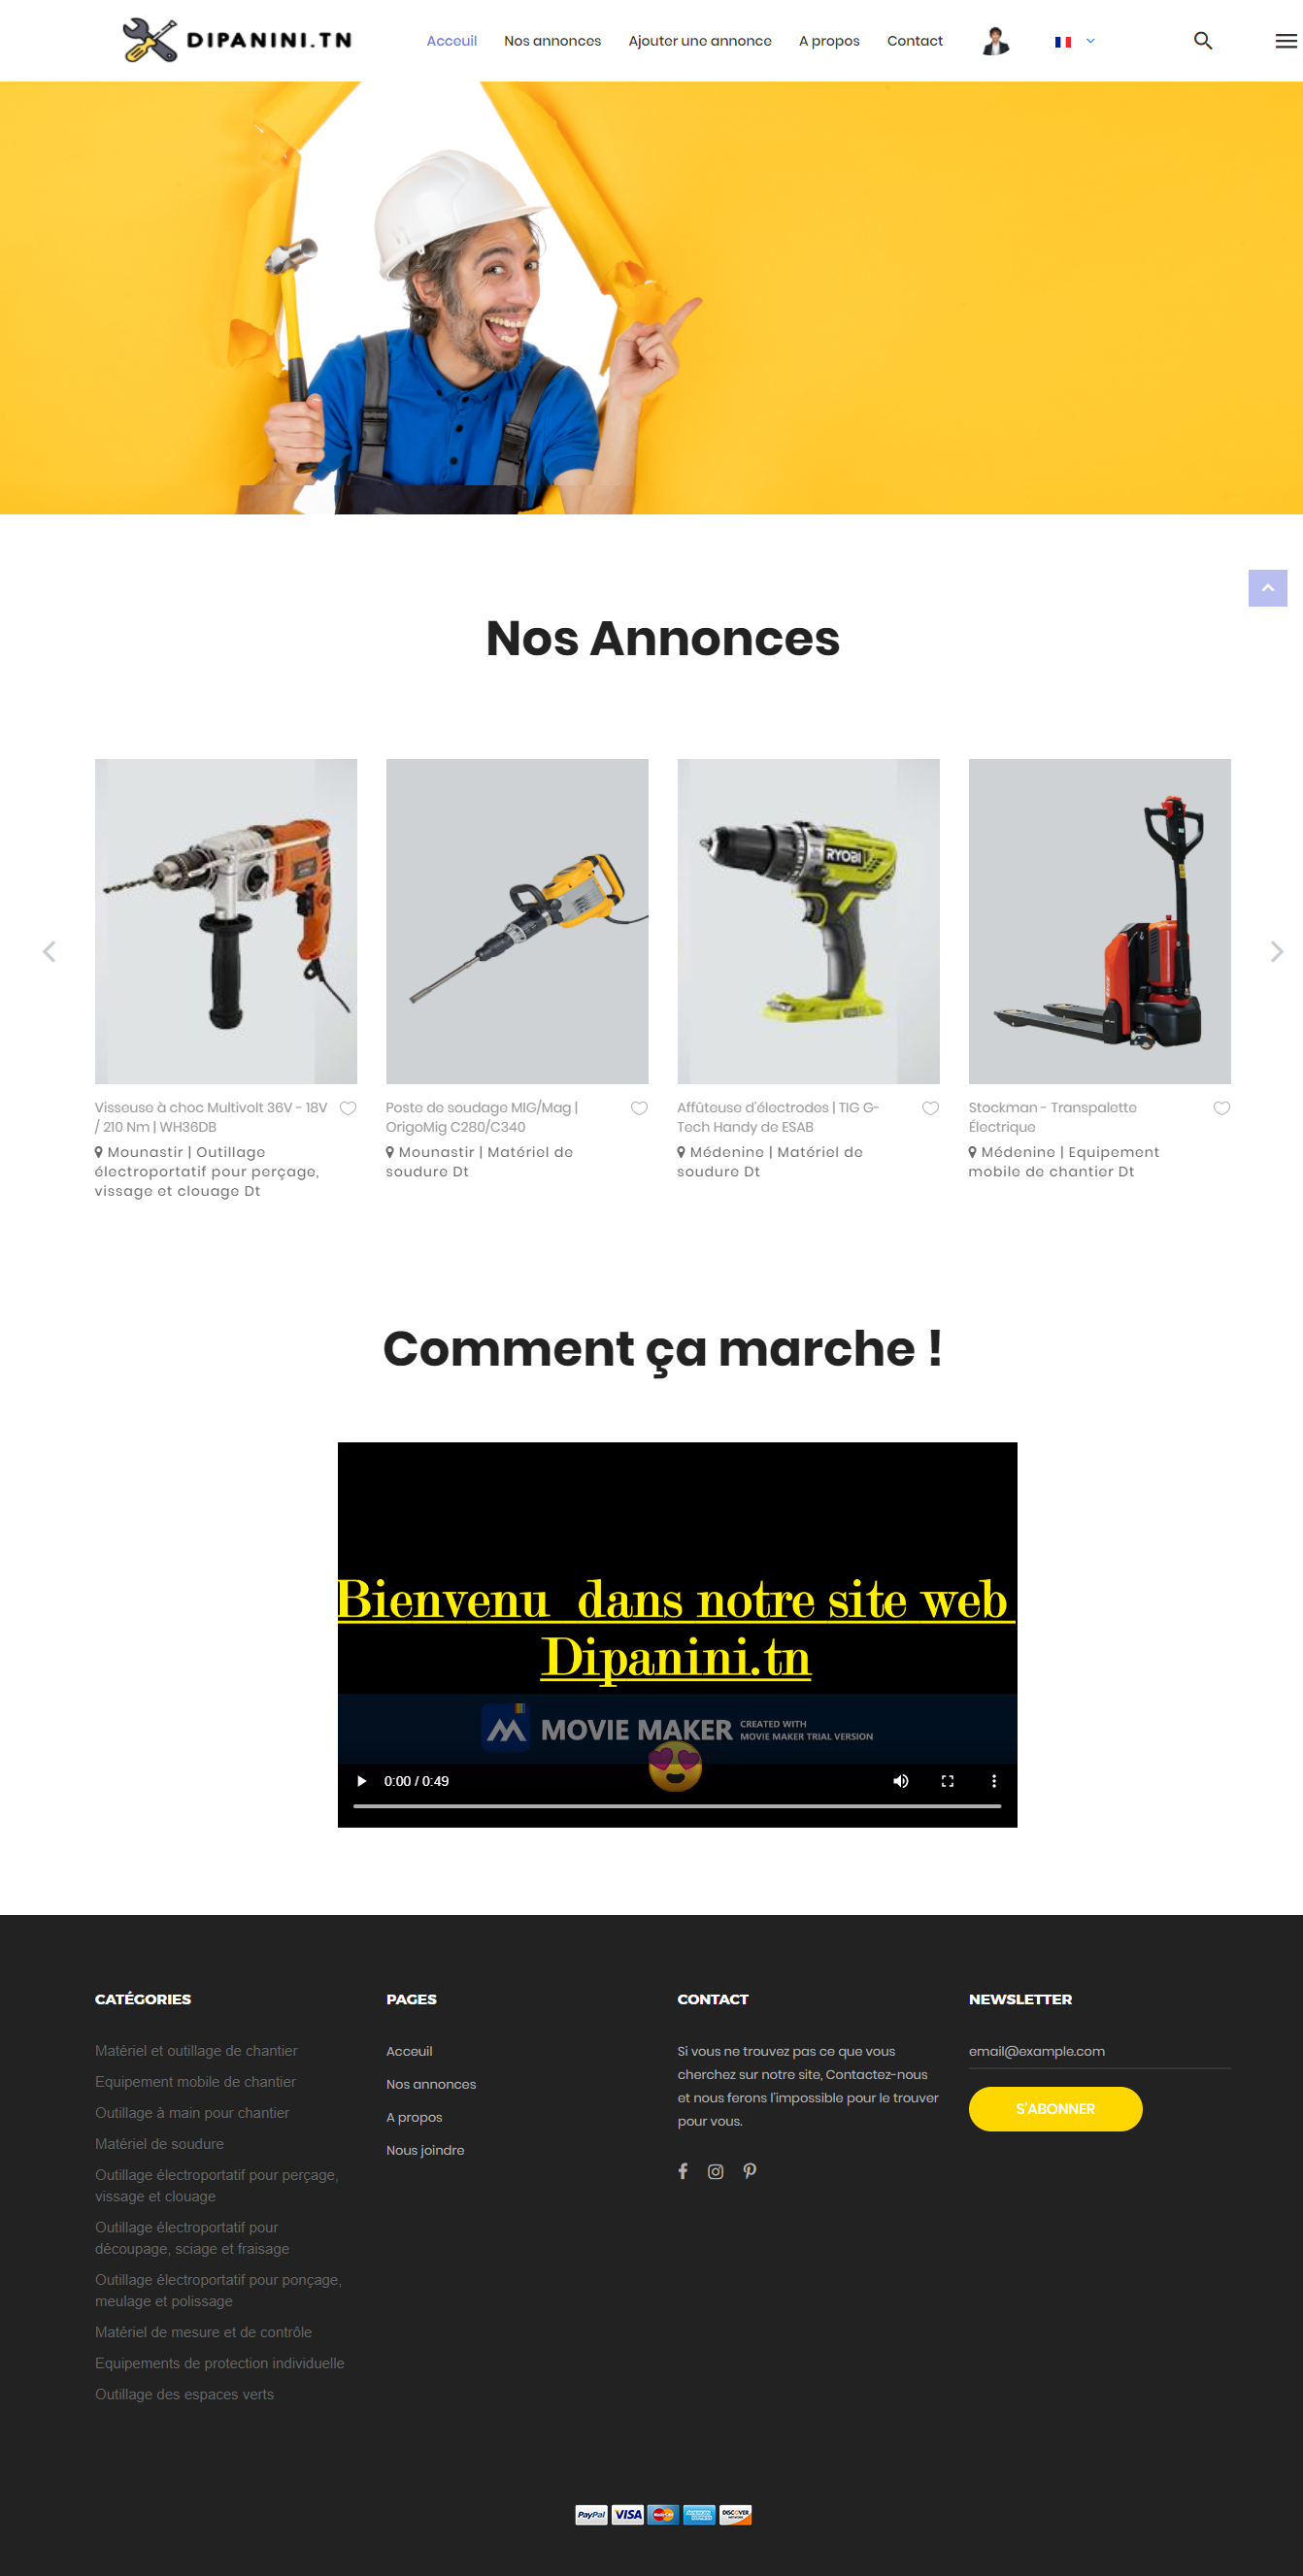 DIPANINI.TN
Acceuil
Nos annonces
Ajouter une annonce
A propos
Contact
Nos Annonces
RYOBI
Visseuse à choc Multivolt 36V - 18V
/ 210 Nm | WH36DB
Mounastir | Outillage
électroportatif pour perçage,
vissage et clouage Dt
Poste de soudage MIG/Mag |
OrigoMig C280/C340
Mounastir | Matériel de
soudure Dt
Affûteuse d'électrodes | TIG G-
Tech Handy de ESAB
Médenine | Matériel de
soudure Dt
Stockman - Transpalette
Électrique
Médenine | Equipement
mobile de chantier Dt
Comment ça marche !
Bienvenu dans notre site web
Dipanini.tn
MOVIE MAKER
CREATED WITH
MOVIE MAKER TRIAL VERSION
0:00 / 0:49
CATÉGORIES
Matériel et outillage de chantier
Equipement mobile de chantier
Outillage à main pour chantier
Matériel de soudure
Outillage électroportatif pour perçage,
vissage et clouage
Outillage électroportatif pour
découpage, sciage et fraisage
Outillage électroportatif pour ponçage,
meulage et polissage
Matériel de mesure et de contrôle
Equipements de protection individuelle
Outillage des espaces verts
PAGES
Acceuil
Nos annonces
A propos
Nous joindre
CONTACT
Si vous ne trouvez pas ce que vous
cherchez sur notre site, Contactez-nous
et nous ferons l'impossible pour le trouver
pour vous.
NEWSLETTER
email@example.com
S'ABONNER
PayPal
VISA
MasterCard
DISCOVER